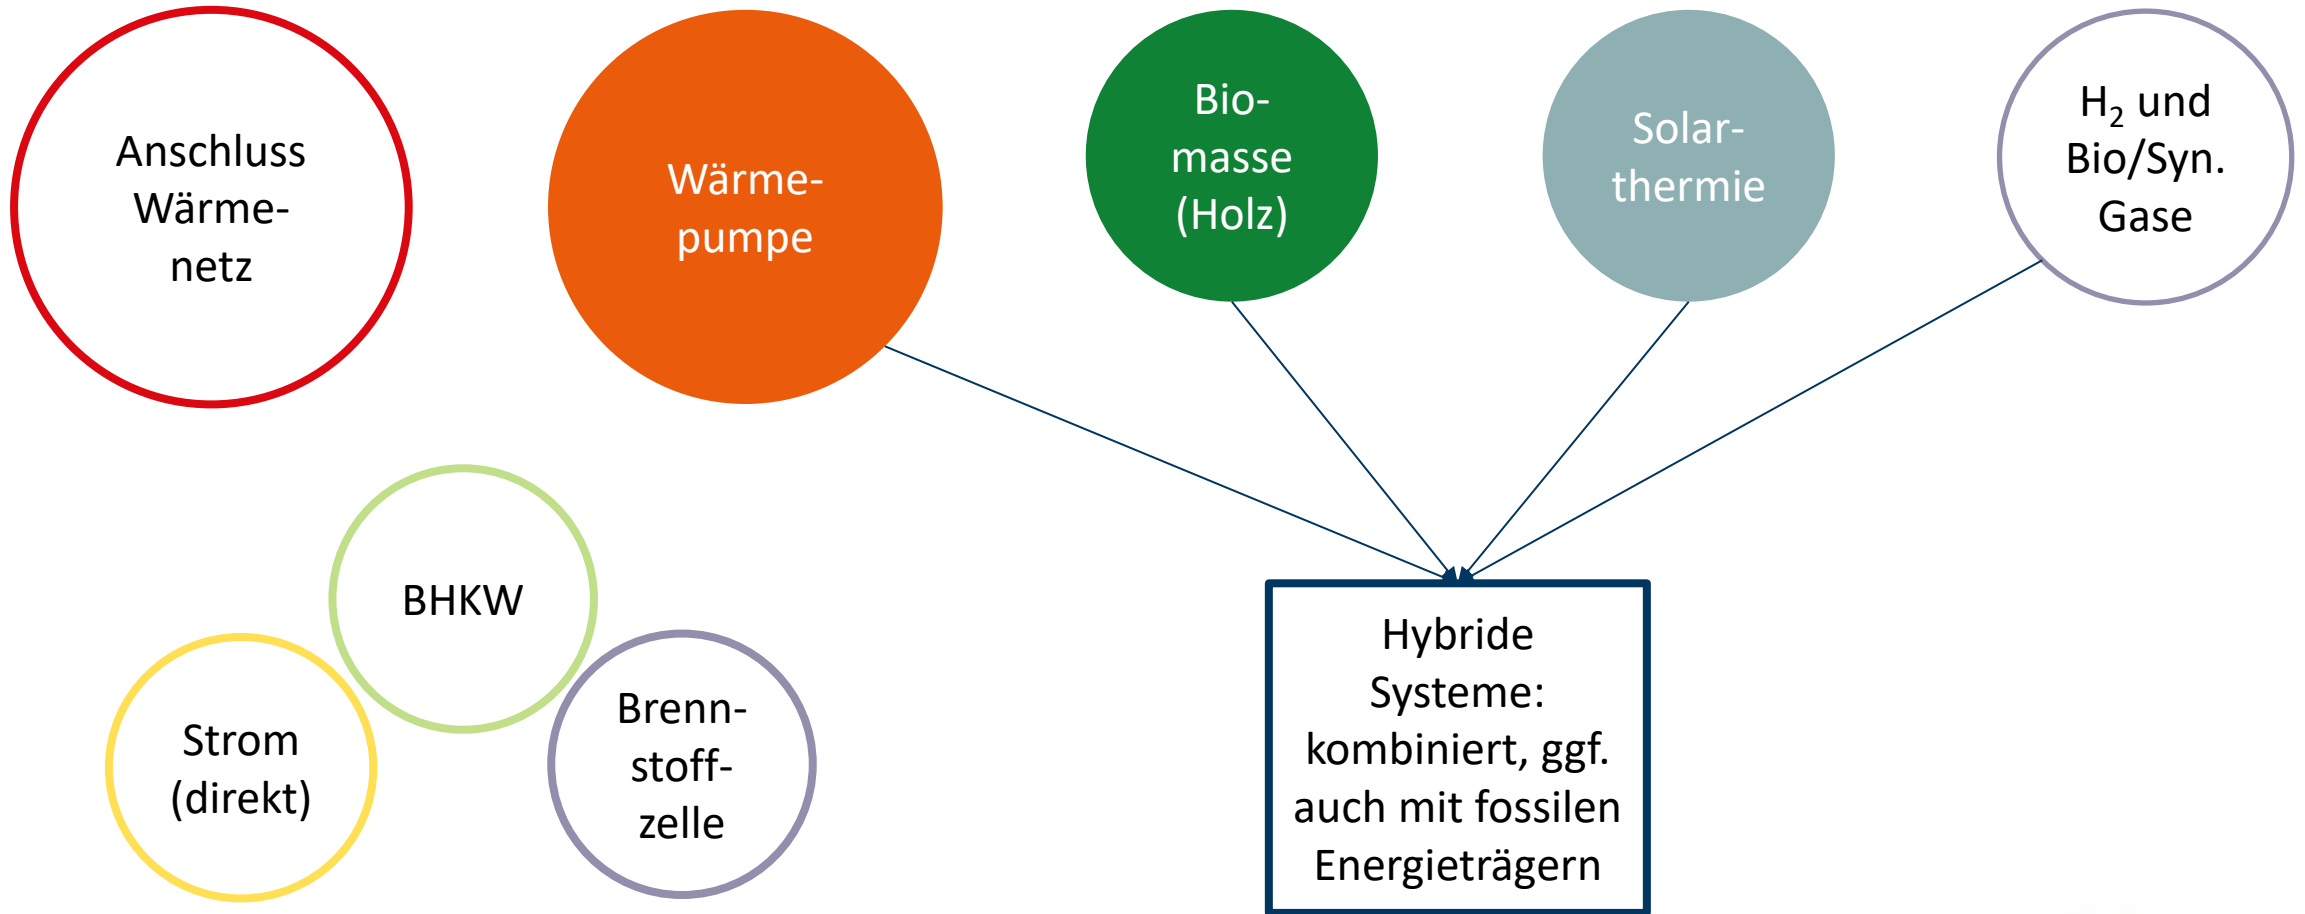 Anschluss
Wärme-
netz
Wärme-
pumpe
Bio-
masse
(Holz)
Solar-
thermie
H₂ und
Bio/Syn.
Gase
BHKW
Strom
(direkt)
Brenn-
stoff-
zelle
Hybride
Systeme:
kombiniert, ggf.
auch mit fossilen
Energieträgern